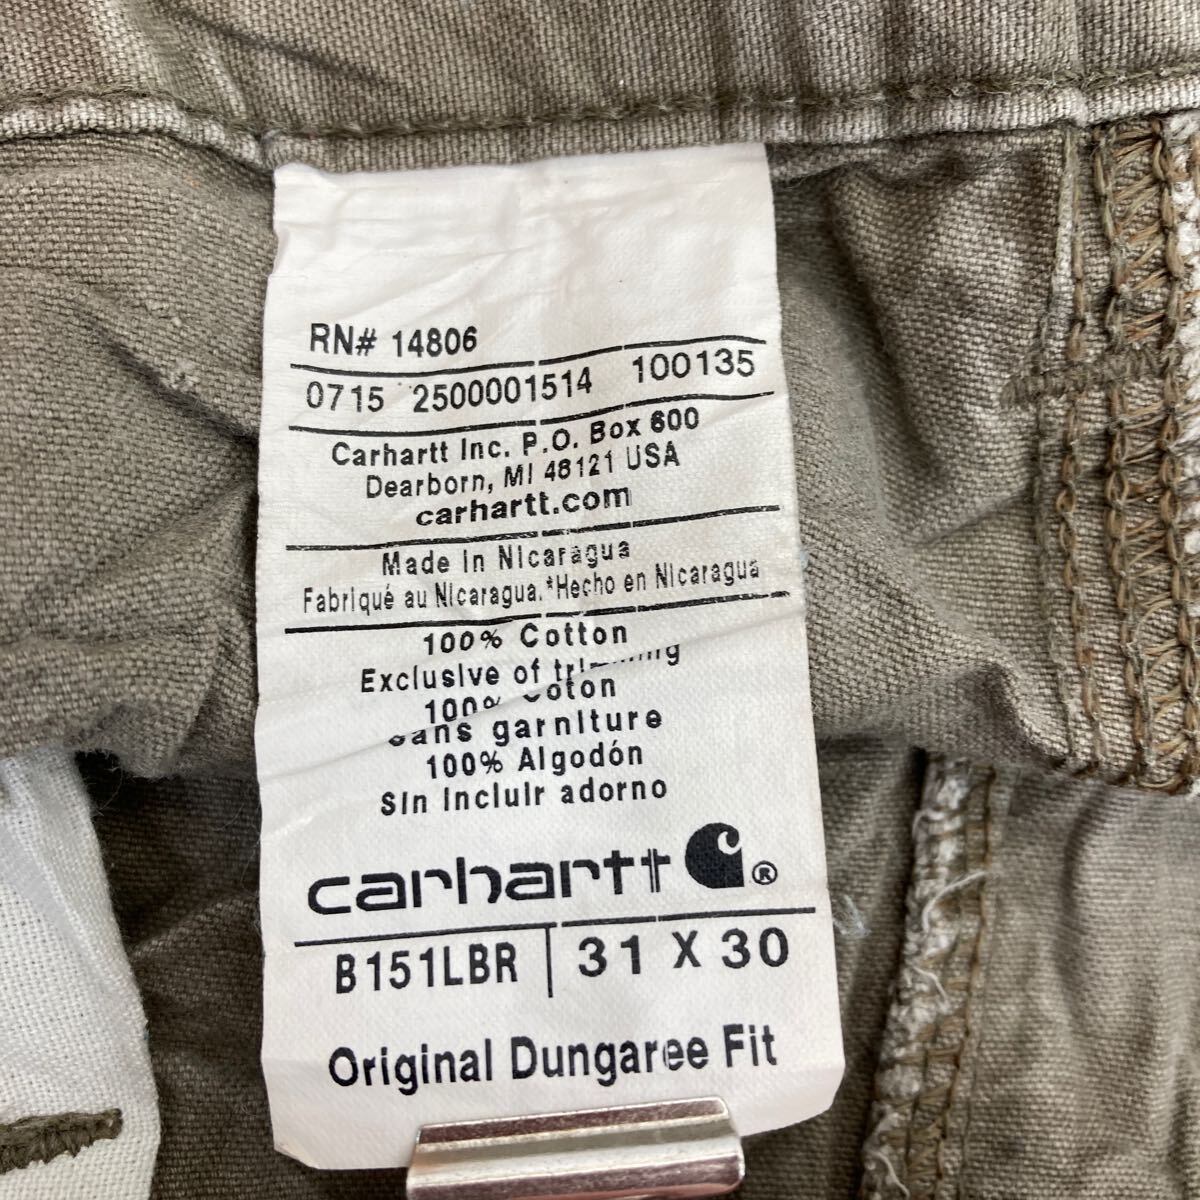 RN# 14806
0715 2500001514 100135
Carhartt Inc. P.O. Box 600
Dearborn, MI 48121 USA
carhartt.com
Made in Nicaragua
Fabriqué au Nicaragua.*Hecho en Nicaragua
100% Cotton
Exclusive of
100%
Sans garniture
100% Algodón
Sin incluir adorno
carhartt ®
B151LBR 31 X 30
Original Dungaree Fit